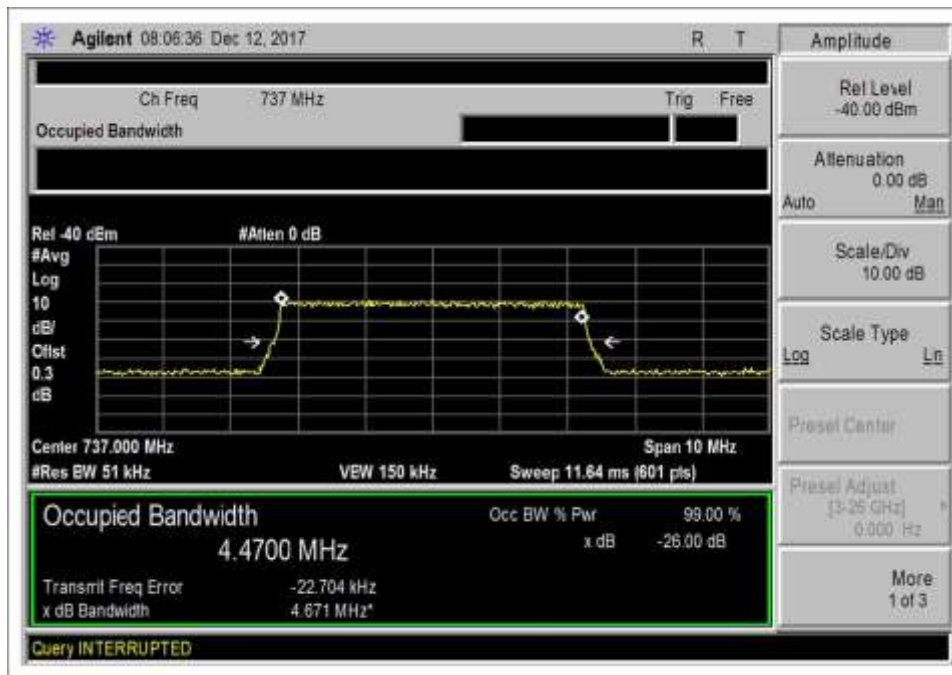 Agilent 08:06:36 Dec 12, 2017 R T
Ch Freq 737 MHz Trig Free
Occupied Bandwidth
Ref -40 dBm #Atten 0 dB
#Avg
Log
10
dB/
Offst
0.3
dB
Center 737.000 MHz Span 10 MHz
#Res BW 51 kHz VBW 150 kHz Sweep 11.64 ms (601 pts)
Occupied Bandwidth Occ BW % Pwr 99.00 %
4.4700 MHz x dB -26.00 dB
Transmit Freq Error -22.704 kHz
x dB Bandwidth 4.671 MHz*
Query INTERRUPTED
Amplitude
Ref Level
-40.00 dBm
Attenuation
0.00 dB
Auto Man
Scale/Div
10.00 dB
Scale Type
Log Lin
Presel Center
Presel Adjust
[3-26 GHz]
0.000 Hz
More
1 of 3